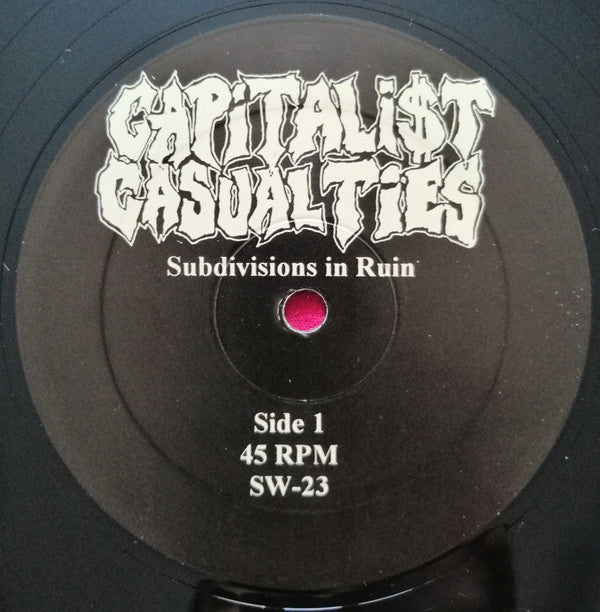 CAPiTALi$T
CASUALTiES
Subdivisions in Ruin
Side 1
45 RPM
SW-23